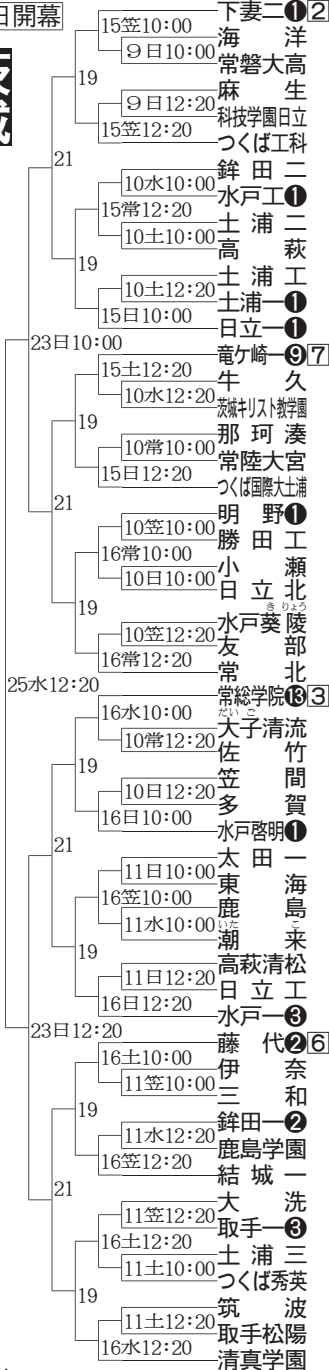 日開幕
下妻二❶2
15笠10:00
海洋
9日10:00
常磐大高
19
麻生
9日12:20
科技学園日立
15笠12:20
つくば工科
21
鉾田二
10水10:00
水戸工❶
15常12:20
土浦二
10土10:00
高萩
19
土浦工
10土12:20
土浦一❶
15日10:00
日立一❶
23日10:00
竜ケ崎一❾7
15土12:20
牛久
10水12:20
茨城キリスト教学園
19
那珂湊
10常10:00
常陸大宮
15日12:20
つくば国際大土浦
21
明野❶
10笠10:00
勝田工
16常10:00
小瀬
10日10:00
日立北
19
きりょう
水戸葵陵
10笠12:20
友部
16常12:20
常北
25水12:20
常総学院⓭3
16水10:00
だいご
大子清流
10常12:20
佐竹
19
笠間
10日12:20
多賀
16日10:00
水戸啓明❶
21
太田一
11日10:00
東海
16笠10:00
鹿島
11水10:00
いたこ
潮来
19
高萩清松
11日12:20
日立工
16日12:20
水戸一❸
23日12:20
藤代❷6
16土10:00
伊奈
11笠10:00
三和
19
鉾田一❷
11水12:20
鹿島学園
16笠12:20
結城一
21
大洗
11笠12:20
取手一❸
16土12:20
土浦三
11土10:00
つくば秀英
19
筑波
11土12:20
取手松陽
16水12:20
清真学園